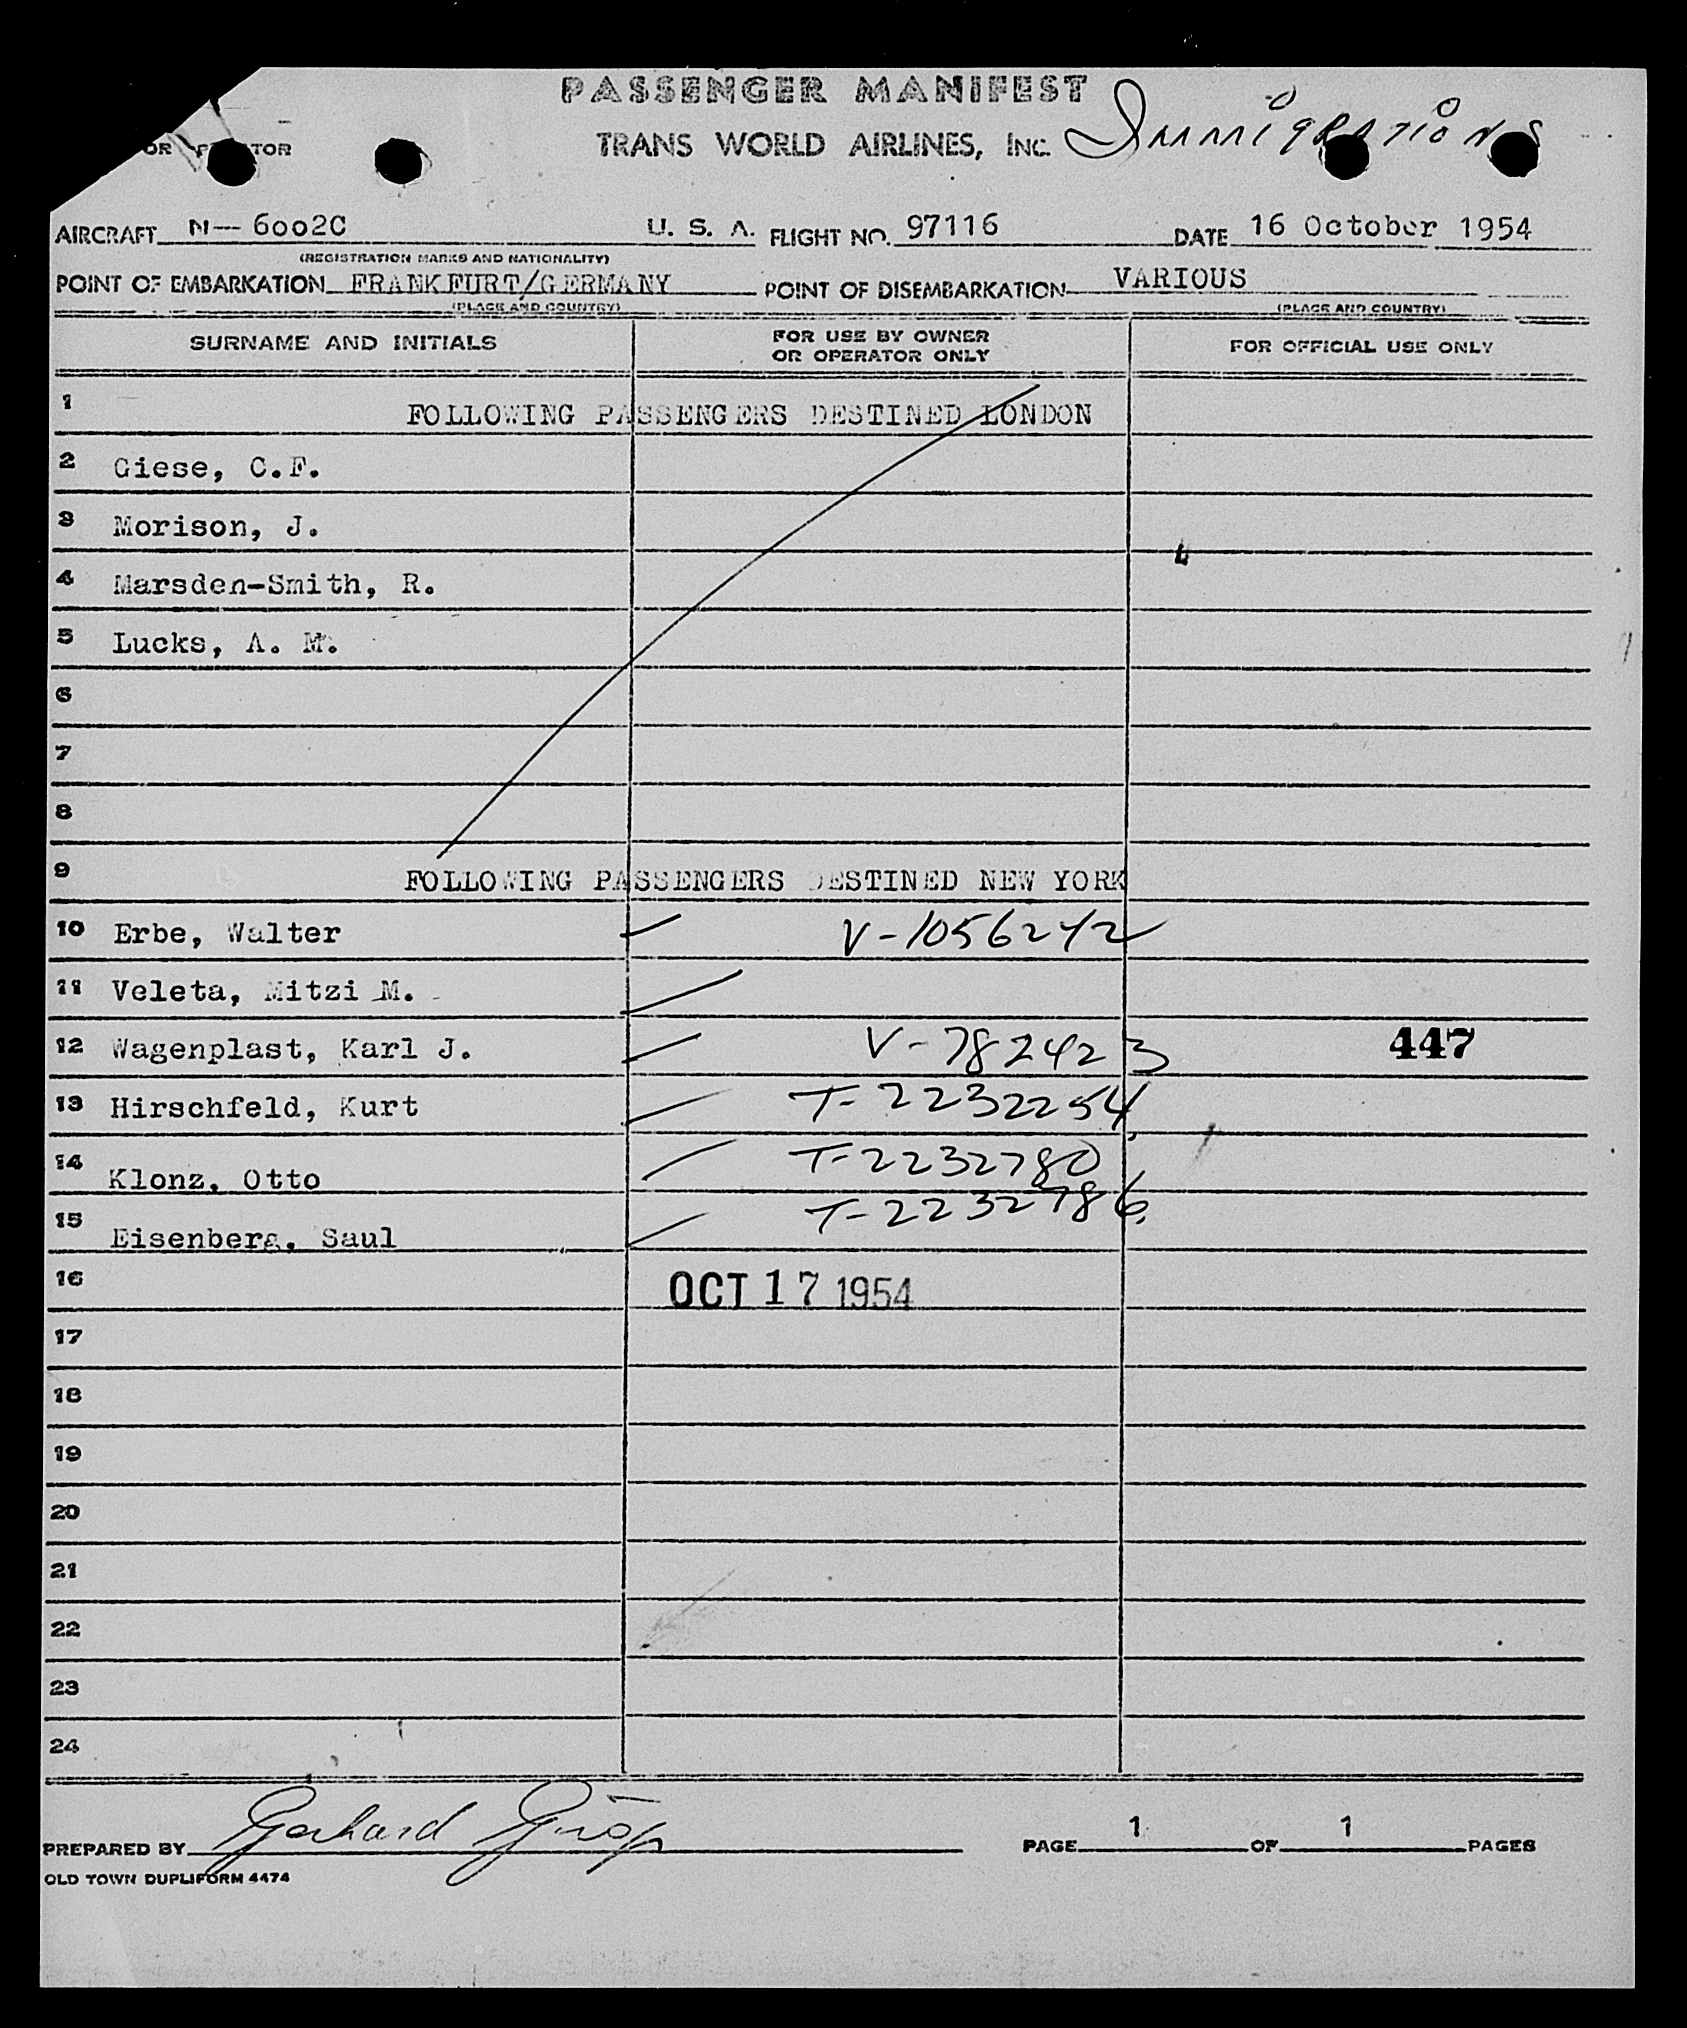 PASSENGER MANIFEST
TRANS WORLD AIRLINES, INC. Immigrations
AIRCRAFT N-- 6002C U. S. A. FLIGHT NO. 97116 DATE 16 October 1954
(REGISTRATION MARKS AND NATIONALITY)
POINT OF EMBARKATION FRANKFURT/GERMANY POINT OF DISEMBARKATION VARIOUS
(PLACE AND COUNTRY) (PLACE AND COUNTRY)
SURNAME AND INITIALS FOR USE BY OWNER OR OPERATOR ONLY FOR OFFICIAL USE ONLY
1 FOLLOWING PASSENGERS DESTINED LONDON
2 Giese, C.F.
3 Morison, J.
4 Marsden-Smith, R.
5 Lucks, A. M.
6
7
8
9 FOLLOWING PASSENGERS DESTINED NEW YORK
10 Erbe, Walter V-1056242
11 Veleta, Mitzi M.
12 Wagenplast, Karl J. V-782423 447
13 Hirschfeld, Kurt T-2232254
14 Klonz, Otto T-2232780
15 Eisenberg, Saul T-2232786
16 OCT 17 1954
17
18
19
20
21
22
23
24
PREPARED BY Gerhard PAGE 1 OF 1 PAGES
OLD TOWN DUPLIFORM 4474